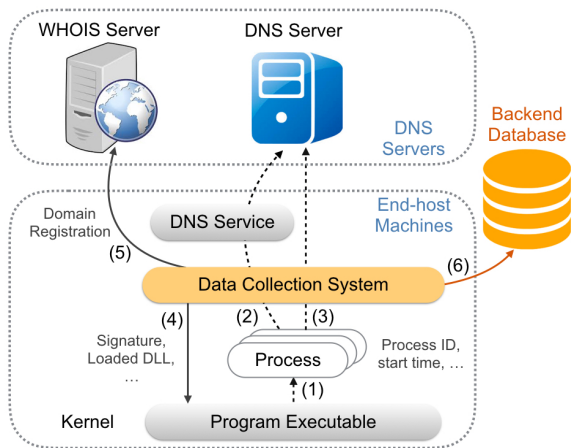 WHOIS Server
DNS Server
DNS
Servers
Backend
Database
End-host
Machines
Domain
Registration
(5)
DNS Service
(6)
Data Collection System
(4)
(2)
(3)
Signature,
Loaded DLL,
…
Process
Process ID,
start time, …
(1)
Kernel
Program Executable